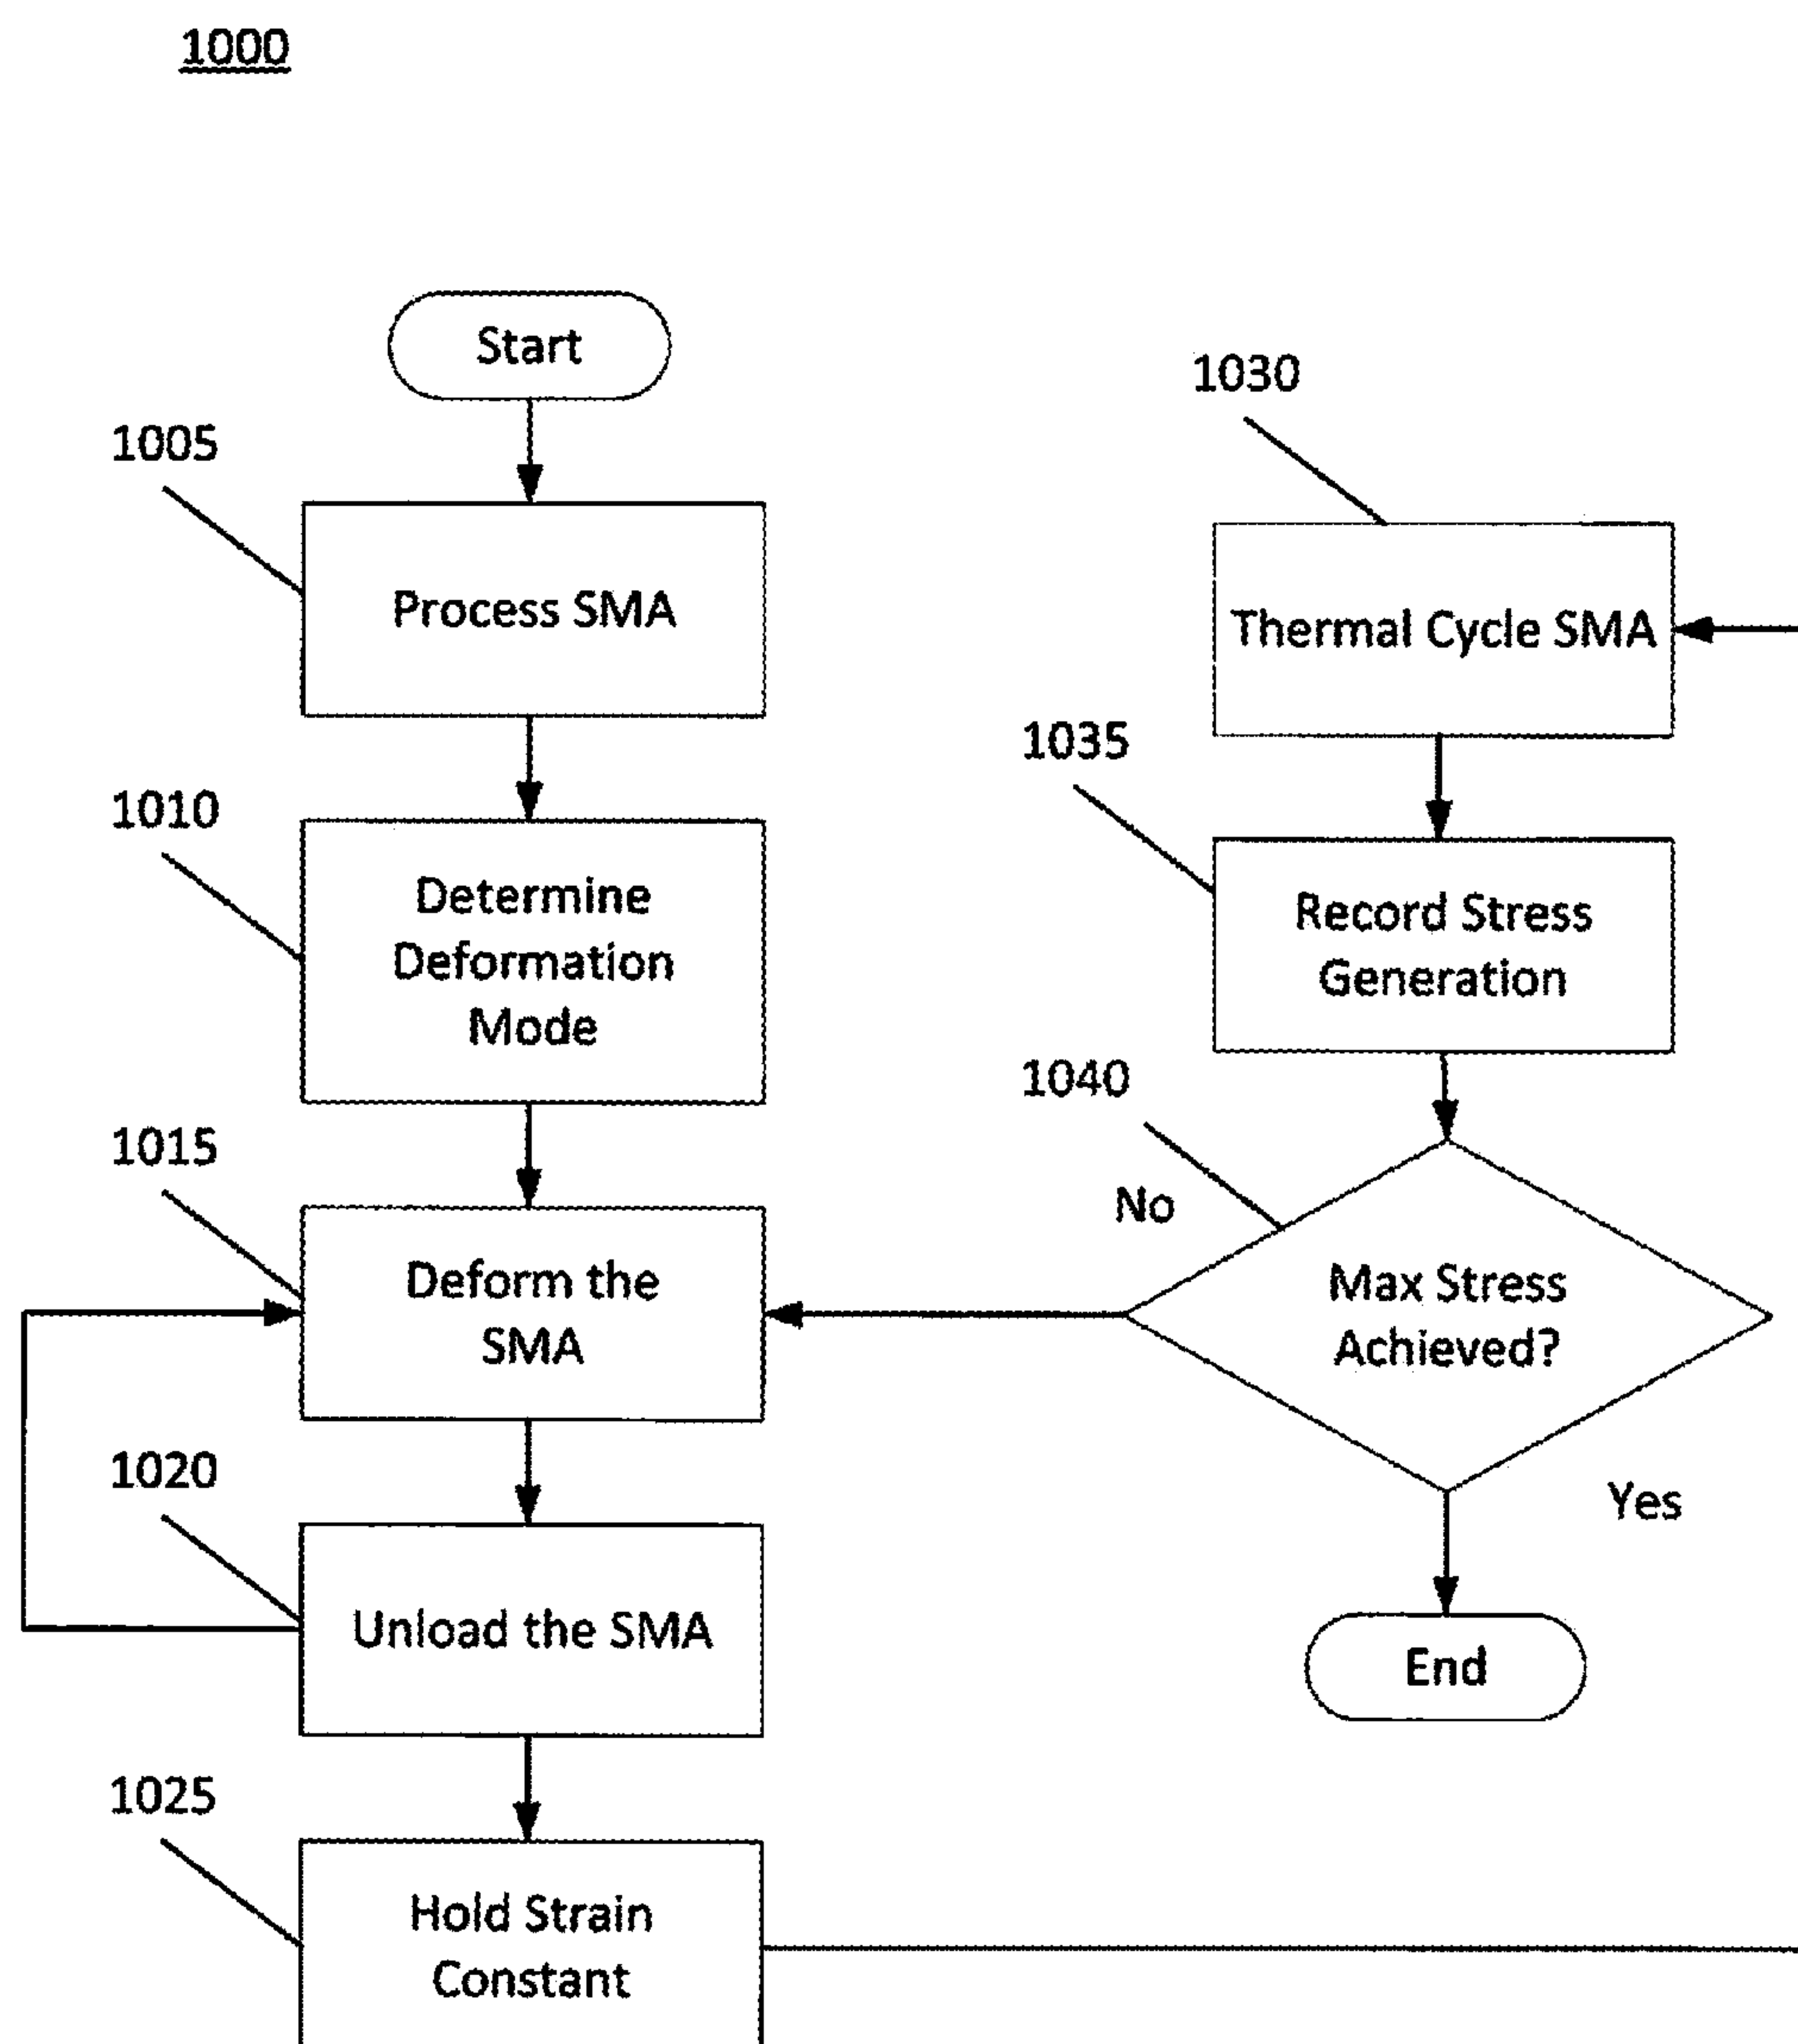 1000
Start
1005
Process SMA
1010
Determine
Deformation
Mode
1015
Deform the
SMA
1020
Unload the SMA
1025
Hold Strain
Constant
1030
Thermal Cycle SMA
1035
Record Stress
Generation
1040
No
Max Stress
Achieved?
Yes
End